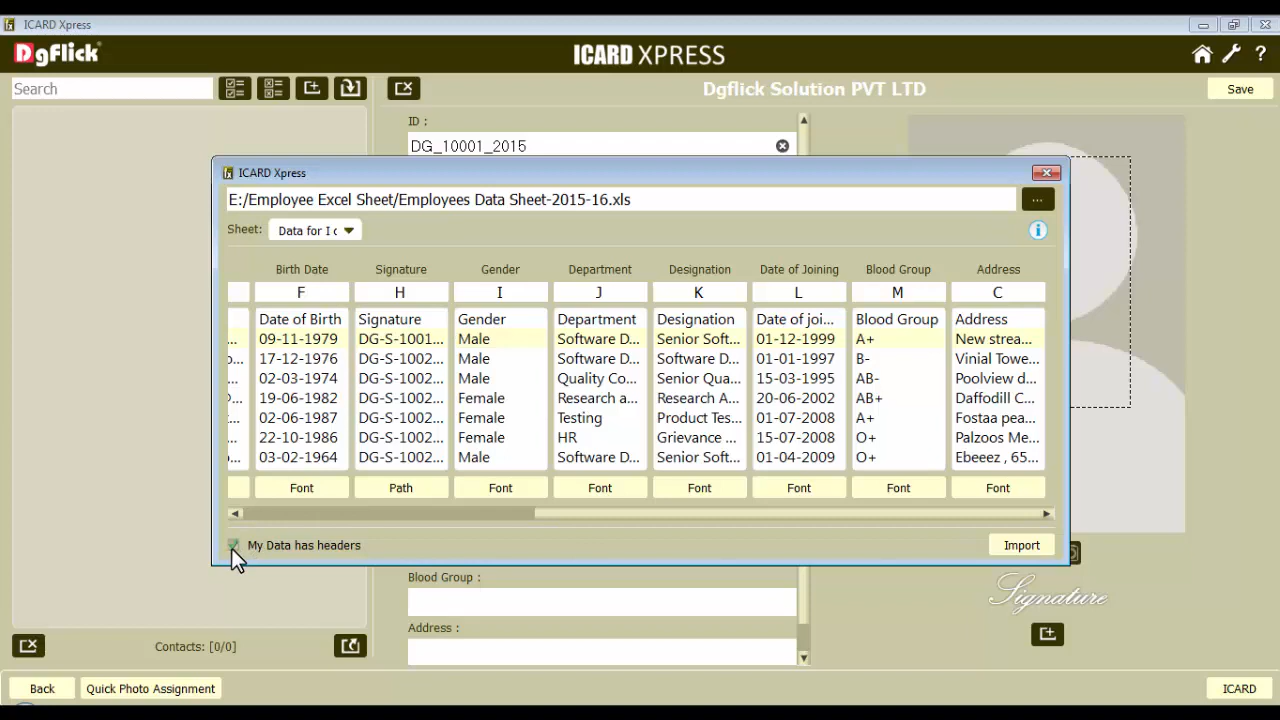 ICARD Xpress
DgFlick
ICARD XPRESS
?
Search
Dgflick Solution PVT LTD
Save
ID :
DG_10001_2015
ICARD Xpress
E:/Employee Excel Sheet/Employees Data Sheet-2015-16.xls
...
Sheet:
Data for I c
i
Birth Date Signature Gender Department Designation Date of Joining Blood Group Address
F H I J K L M C
Date of Birth Signature Gender Department Designation Date of joi... Blood Group Address
... 09-11-1979 DG-S-1001... Male Software D... Senior Soft... 01-12-1999 A+ New strea...
o... 17-12-1976 DG-S-1002... Male Software D... Software D... 01-01-1997 B- Vinial Towe...
... 02-03-1974 DG-S-1002... Male Quality Co... Senior Qua... 15-03-1995 AB- Poolview d...
... 19-06-1982 DG-S-1002... Female Research a... Research A... 20-06-2002 AB+ Daffodill C...
... 02-06-1987 DG-S-1002... Female Testing Product Tes... 01-07-2008 A+ Fostaa pea...
... 22-10-1986 DG-S-1002... Female HR Grievance ... 15-07-2008 O+ Palzoos Me...
... 03-02-1964 DG-S-1002... Male Software D... Senior Soft... 01-04-2009 O+ Ebeeez , 65...
Font Path Font Font Font Font Font Font
My Data has headers
Import
Blood Group :
Signature
Address :
Contacts: [0/0]
Back
Quick Photo Assignment
ICARD